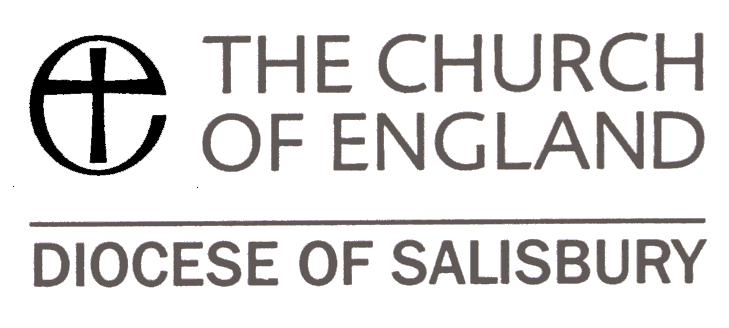 THE CHURCH
OF ENGLAND
DIOCESE OF SALISBURY